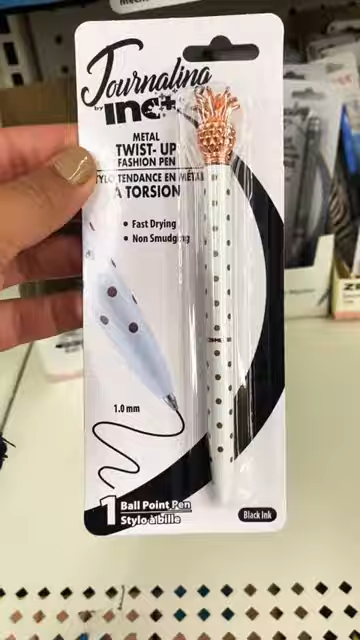 Journaling
by INC+
METAL
TWIST-UP
FASHION PEN
STYLO TENDANCE EN MÉTAL
À TORSION
• Fast Drying
• Non Smudging
1.0 mm
1 Ball Point Pen
Stylo à bille
Black Ink